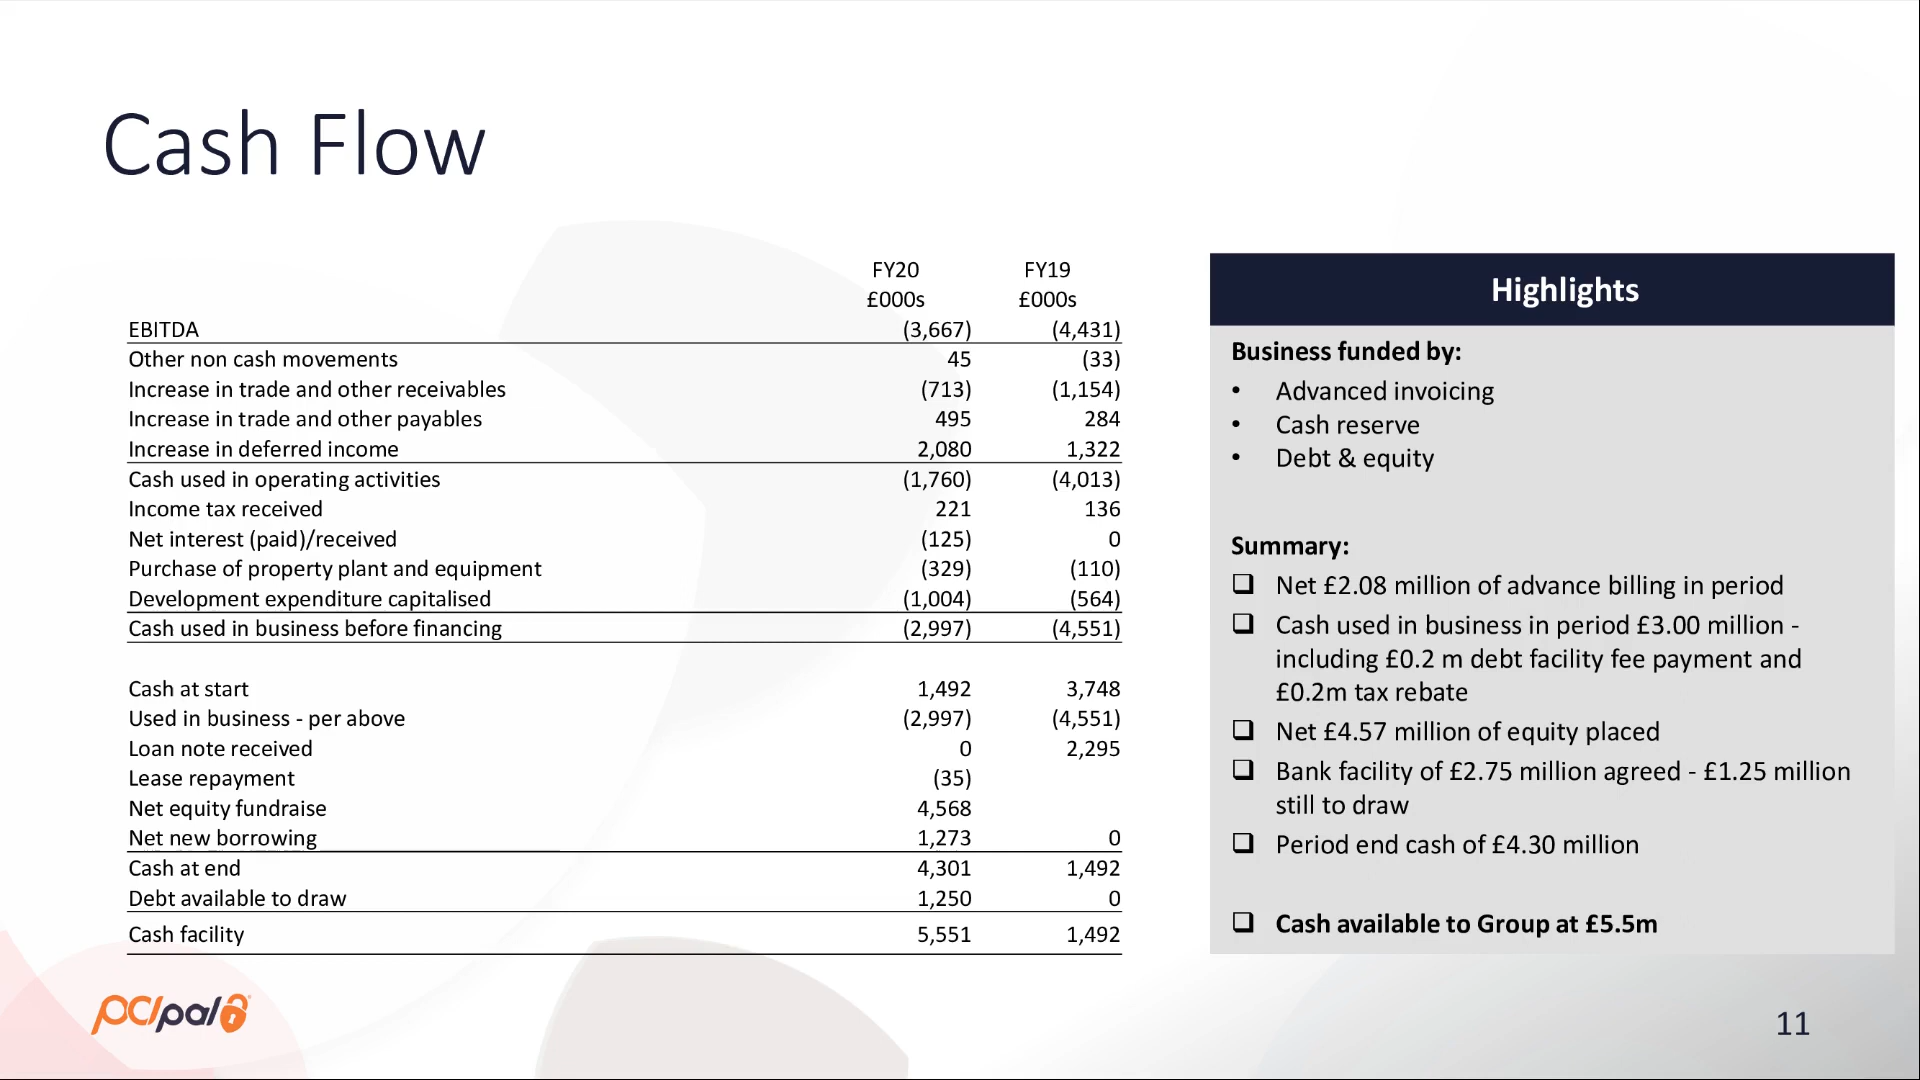 Cash Flow
FY20 FY19
£000s £000s
EBITDA (3,667) (4,431)
Other non cash movements 45 (33)
Increase in trade and other receivables (713) (1,154)
Increase in trade and other payables 495 284
Increase in deferred income 2,080 1,322
Cash used in operating activities (1,760) (4,013)
Income tax received 221 136
Net interest (paid)/received (125) 0
Purchase of property plant and equipment (329) (110)
Development expenditure capitalised (1,004) (564)
Cash used in business before financing (2,997) (4,551)
Cash at start 1,492 3,748
Used in business - per above (2,997) (4,551)
Loan note received 0 2,295
Lease repayment (35)
Net equity fundraise 4,568
Net new borrowing 1,273 0
Cash at end 4,301 1,492
Debt available to draw 1,250 0
Cash facility 5,551 1,492
Highlights
Business funded by:
• Advanced invoicing
• Cash reserve
• Debt & equity
Summary:
❑ Net £2.08 million of advance billing in period
❑ Cash used in business in period £3.00 million -
including £0.2 m debt facility fee payment and
£0.2m tax rebate
❑ Net £4.57 million of equity placed
❑ Bank facility of £2.75 million agreed - £1.25 million
still to draw
❑ Period end cash of £4.30 million
❑ Cash available to Group at £5.5m
pcipal
11